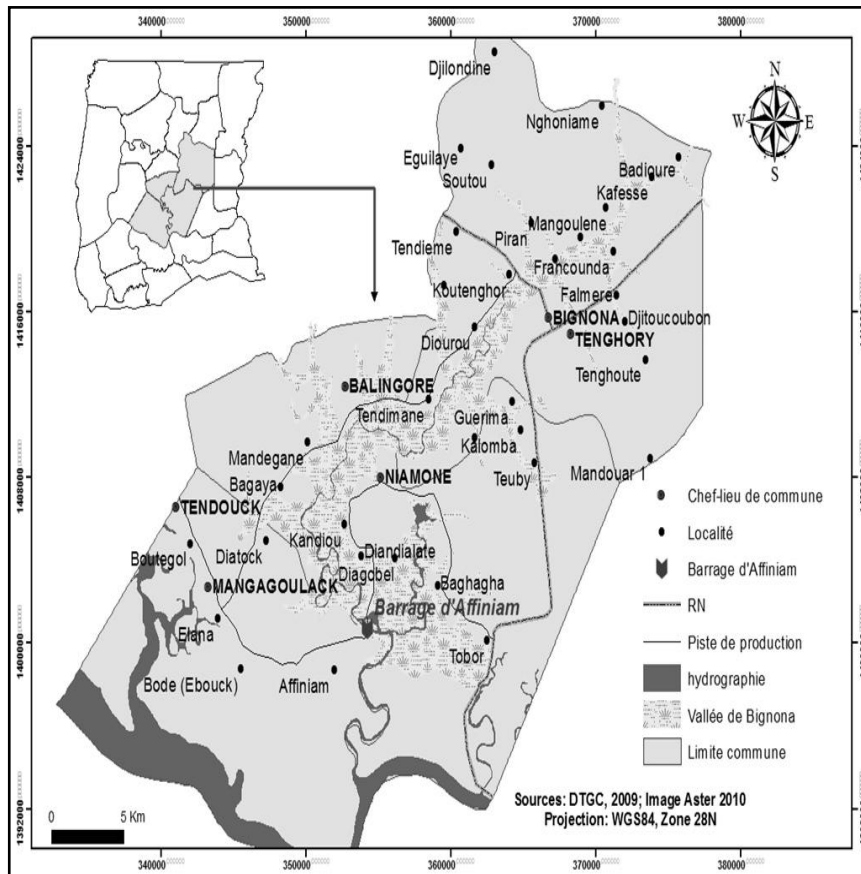 340000 350000 360000 370000 380000
Djilondine
N
Nghoniame
W E
S
1424000
Eguilaye
Soutou
Badioure
Kafesse
Piran
Mangoulene
Tendieme
Francounda
Koutenghor
Falmere
1416000
BIGNONA
Djitoucoubon
TENGHORY
Diourou
Tenghoute
BALINGORE
Tendimane
Guerima
Kalomba
Mandegane
Teuby
Mandouar 1
1408000
Bagaya
NIAMONE
TENDOUCK
Kandiou
Boutegol
Diatock
Diandialate
Diagobel
MANGAGOULACK
Baghagha
Barrage d'Affiniam
Elana
1400000
Tobor
Bode (Ebouck)
Affiniam
1392000
Chef-lieu de commune
Localité
Barrage d'Affiniam
RN
Piste de production
hydrographie
Vallée de Bignona
Limite commune
Sources: DTGC, 2009; Image Aster 2010
Projection: WGS84, Zone 28N
0 5 Km
340000 350000 360000 370000 380000